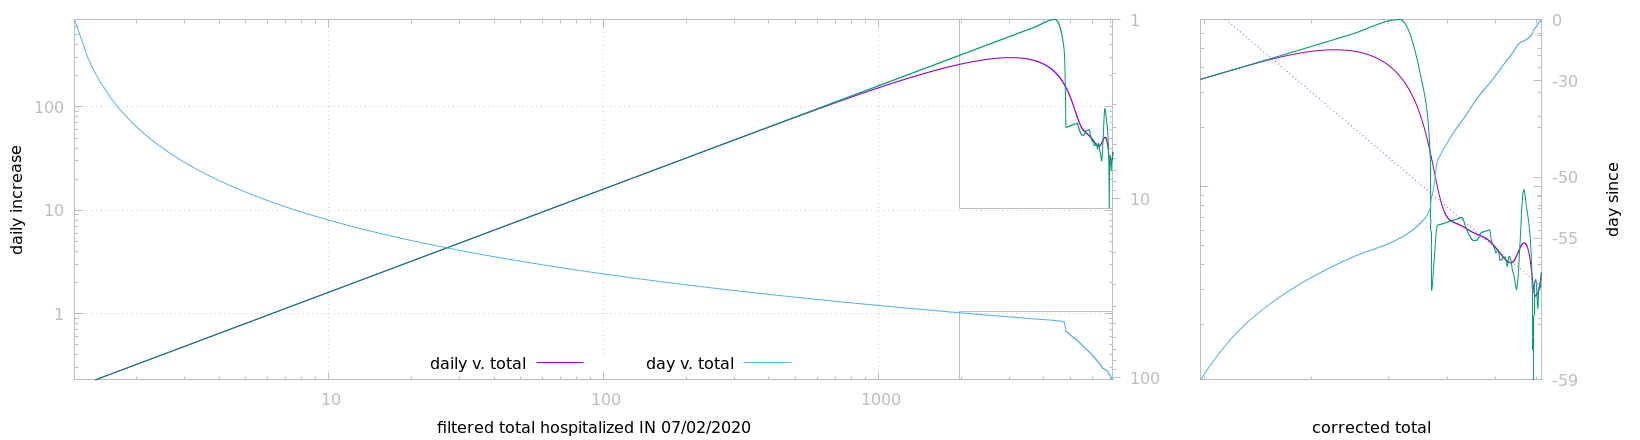 daily increase
100
10
1
10
100
1000
1
10
100
daily v. total
day v. total
filtered total hospitalized IN 07/02/2020
0
-30
-50
-55
-59
day since
corrected total